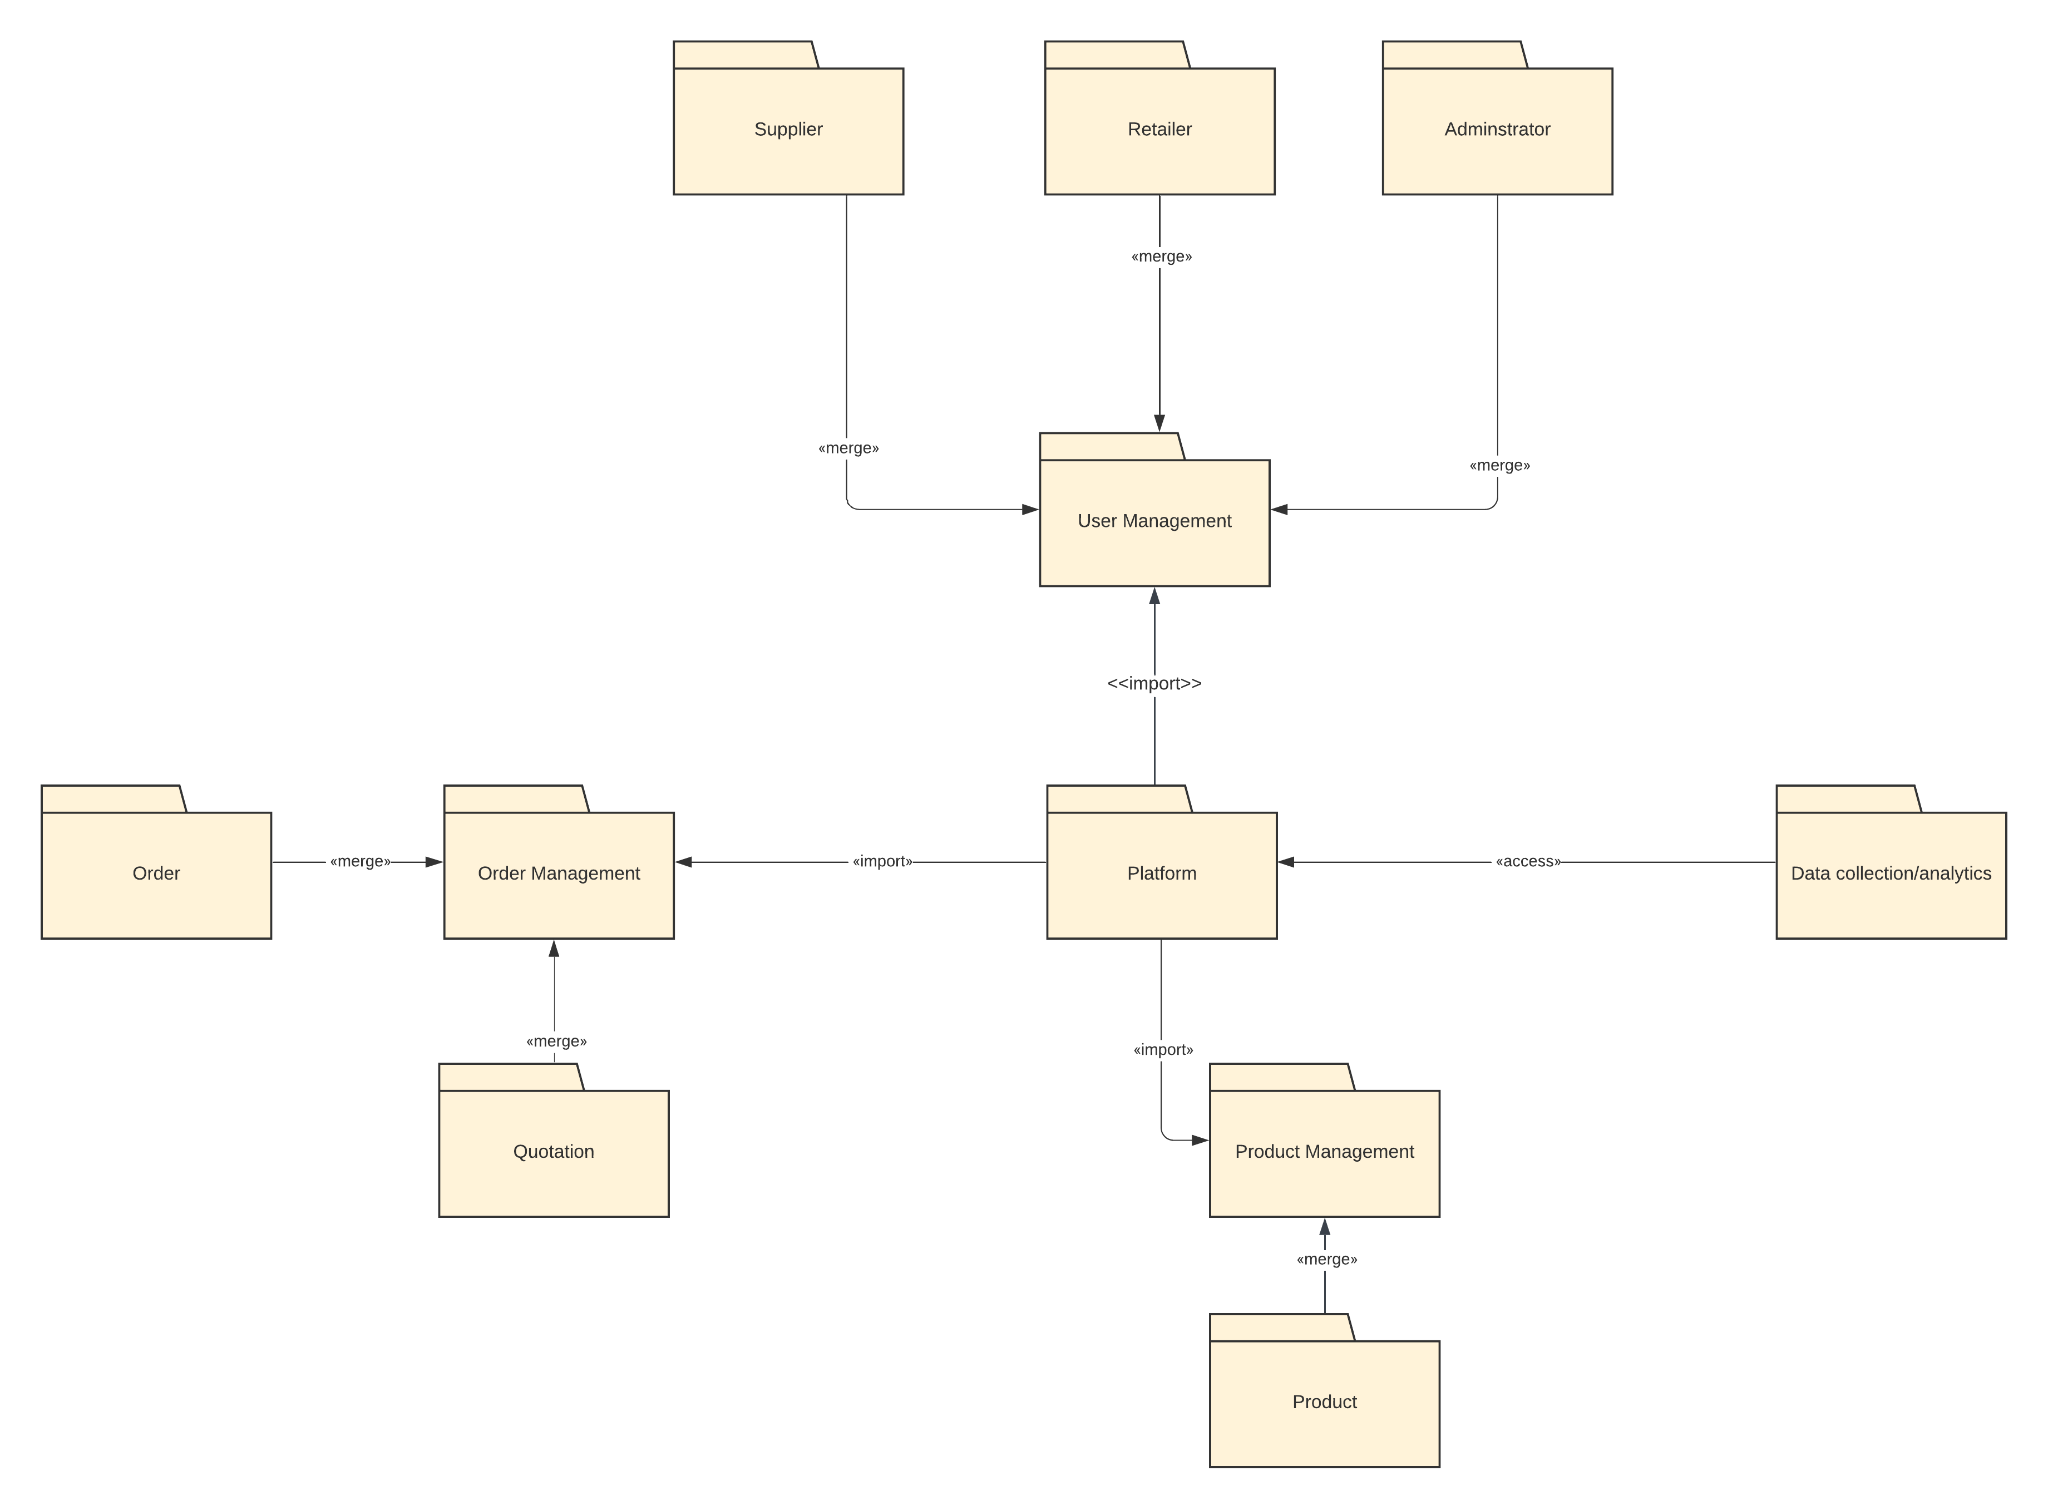 Supplier
Retailer
Adminstrator
«merge»
«merge»
«merge»
User Management
<<import>>
Order
«merge»
Order Management
«import»
Platform
«access»
Data collection/analytics
«merge»
«import»
Quotation
Product Management
«merge»
Product